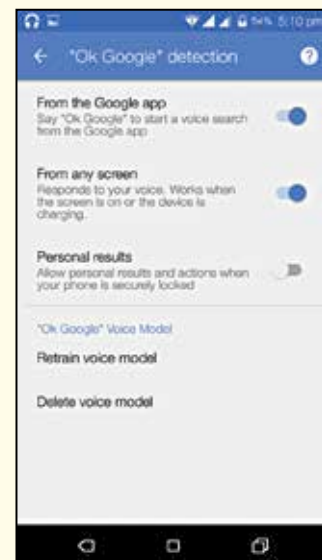 54% 5:10 pm
"Ok Google" detection
?
From the Google app
Say "Ok Google" to start a voice search
from the Google app
From any screen
Responds to your voice. Works when
the screen is on or the device is
charging.
Personal results
Allow personal results and actions when
your phone is securely locked
"Ok Google" Voice Model
Retrain voice model
Delete voice model